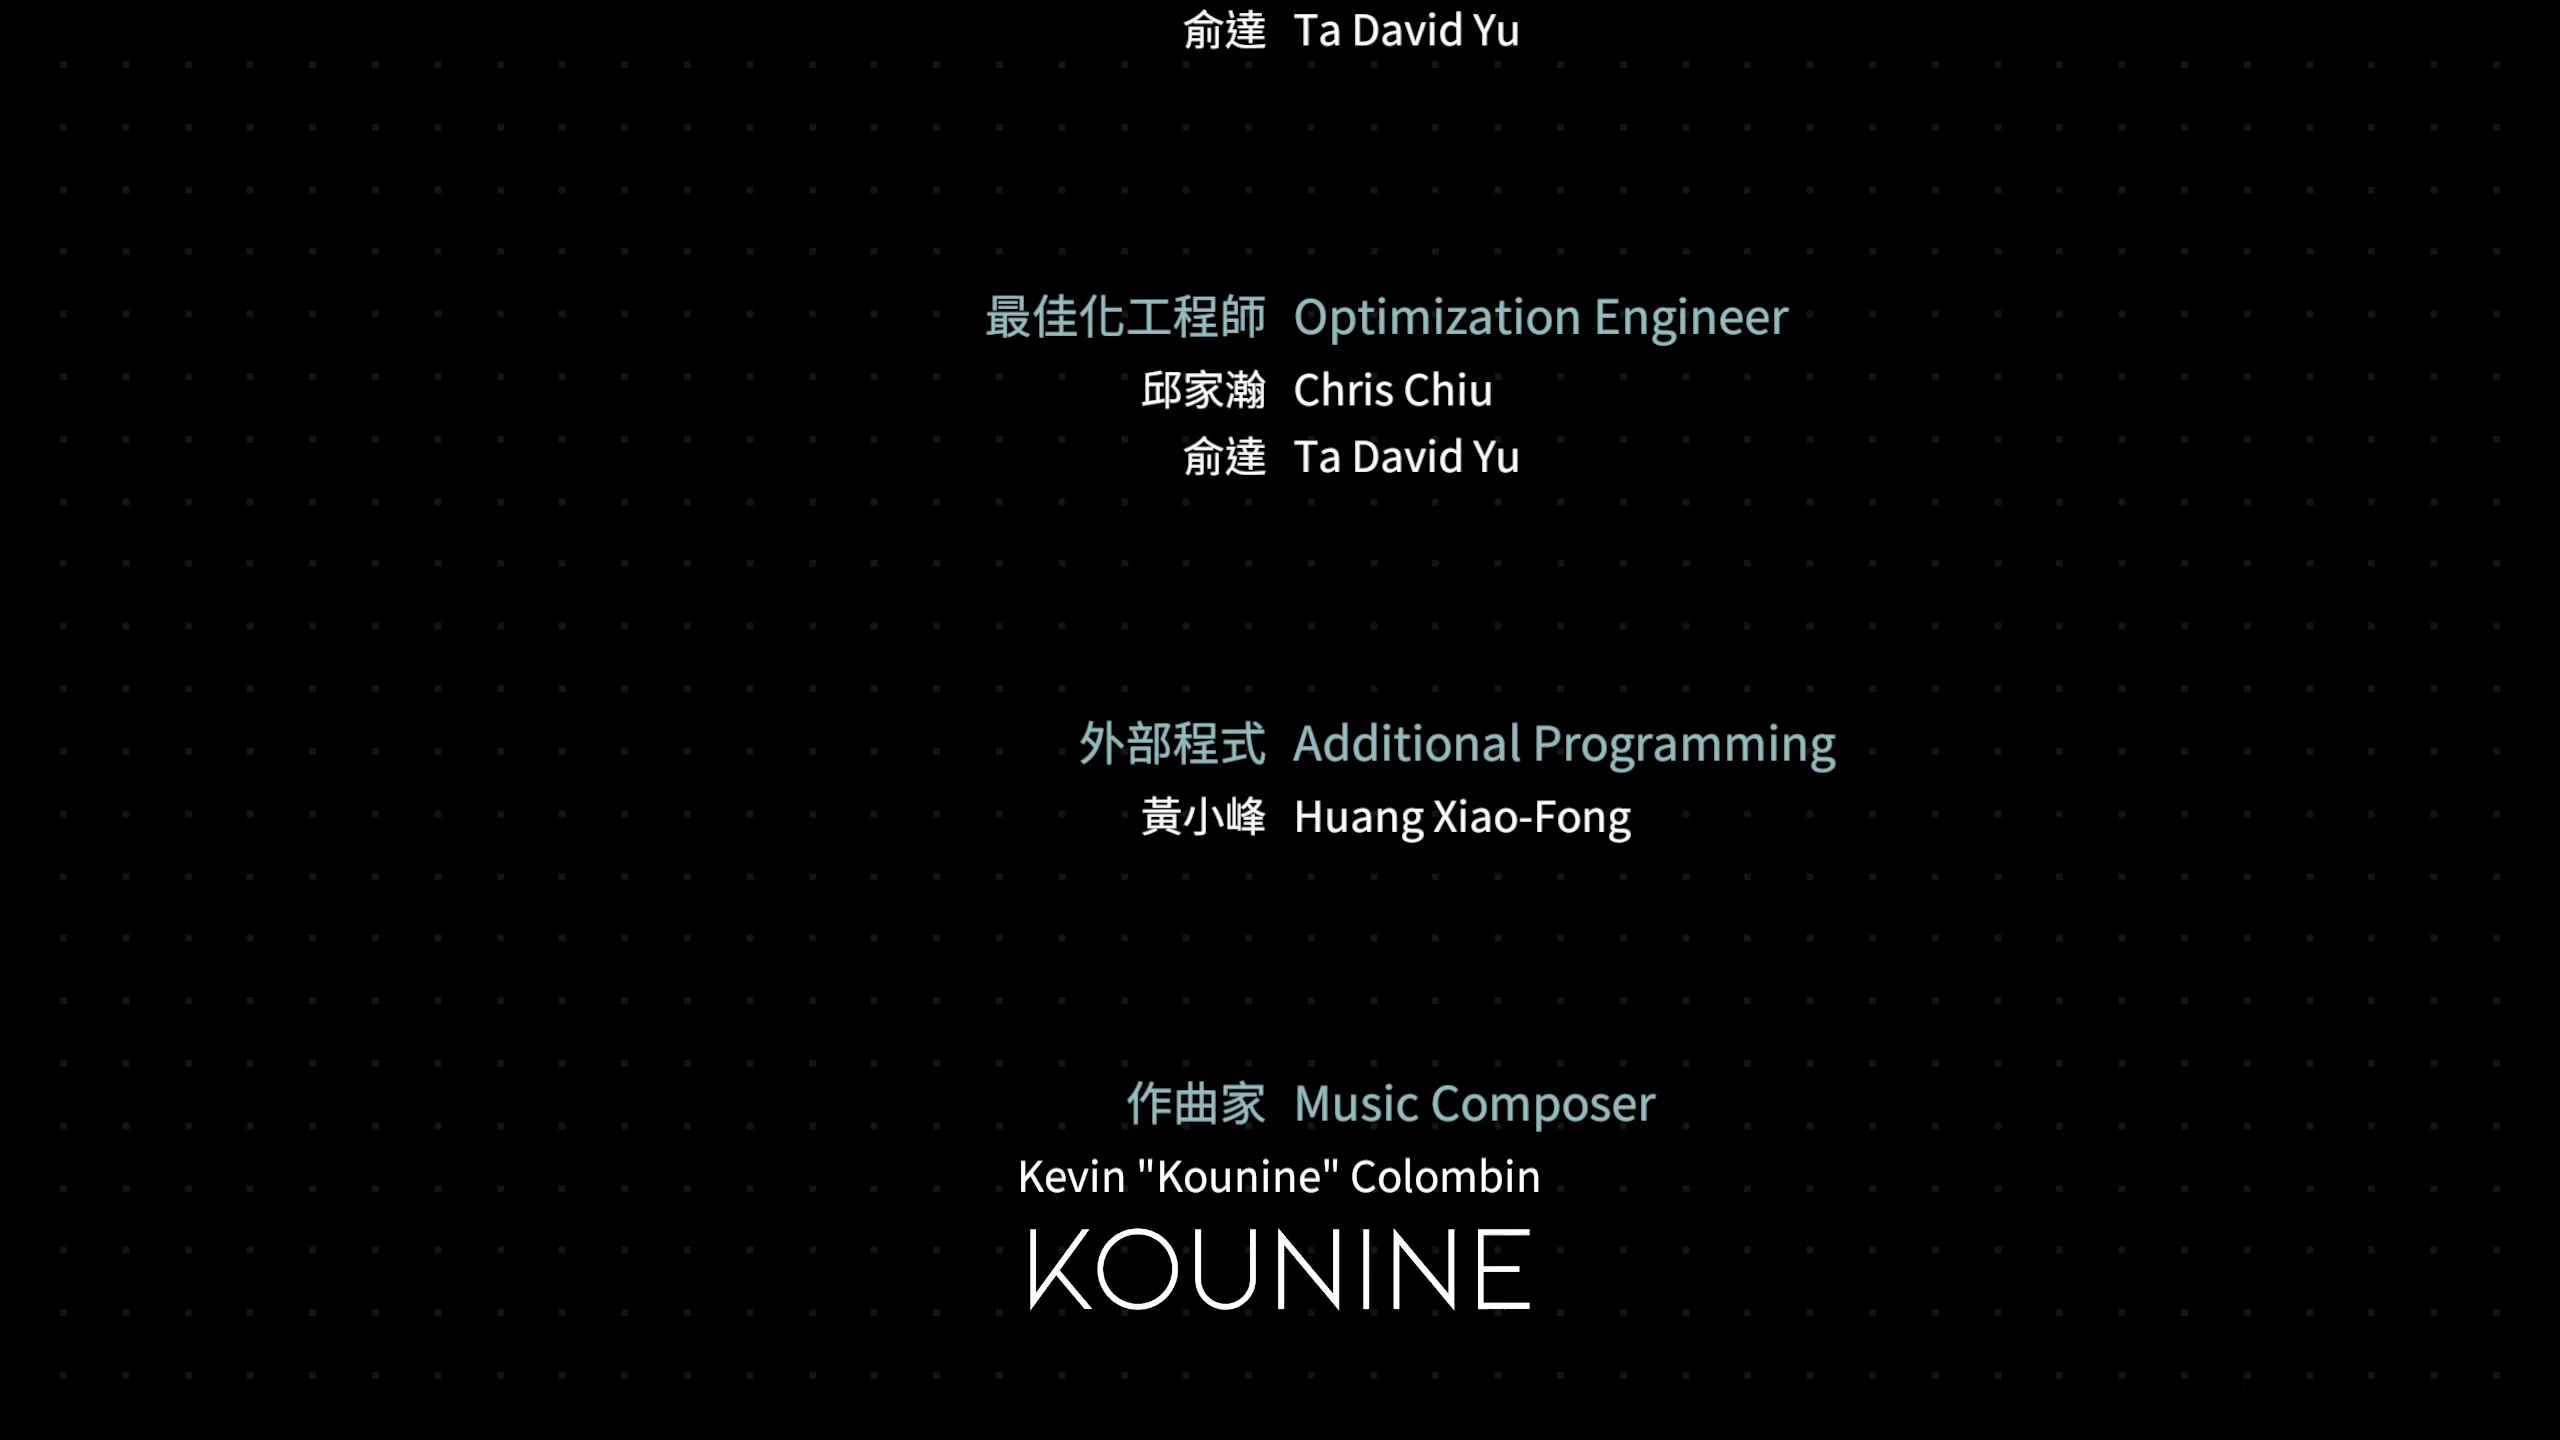 俞達 Ta David Yu
最佳化工程師 Optimization Engineer
邱家瀚 Chris Chiu
俞達 Ta David Yu
外部程式 Additional Programming
黃小峰 Huang Xiao-Fong
作曲家 Music Composer
Kevin "Kounine" Colombin
KOUNINE